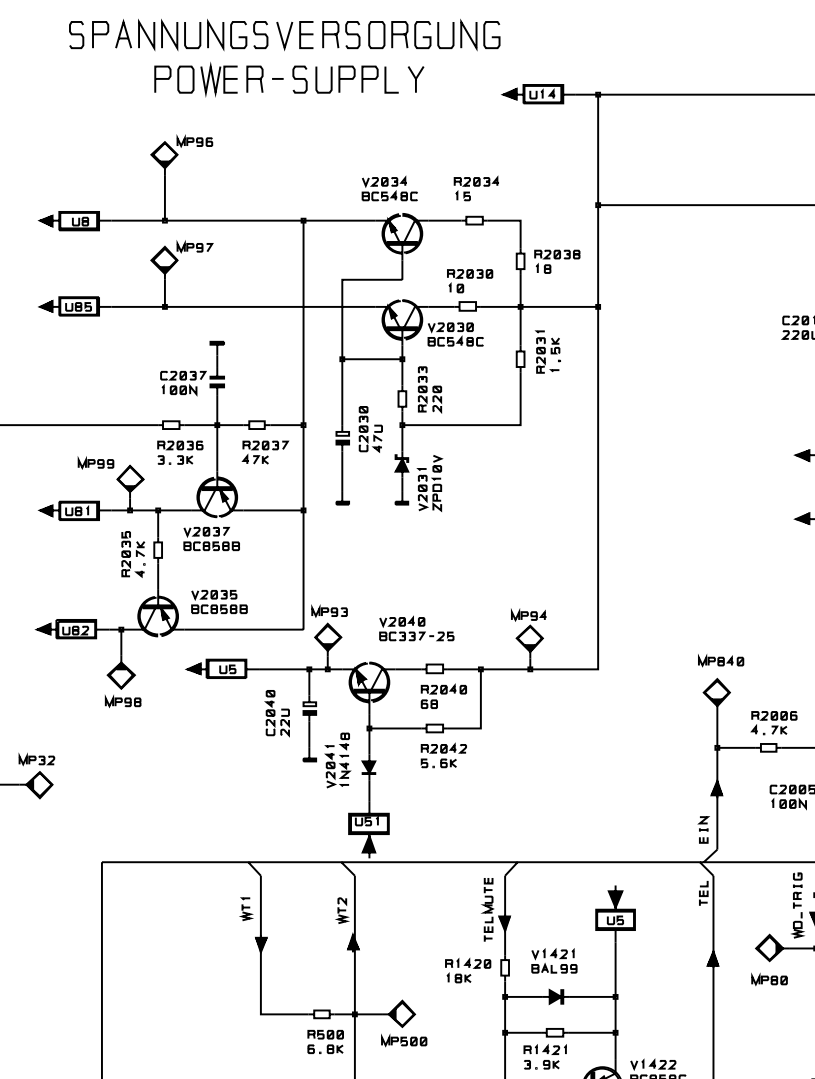 SPANNUNGSVERSORGUNG
POWER-SUPPLY
U14
MP96
V2034
BC548C
R2034
15
U8
MP97
R2038
18
R2030
10
U85
V2030
BC548C
R2031
1.5K
C201
220U
C2037
100N
R2033
220
C2030
47U
R2036
3.3K
R2037
47K
MP99
V2031
ZPD10V
U81
V2037
BC858B
R2035
4.7K
V2035
BC858B
U82
MP93
V2040
BC337-25
MP94
MP98
U5
MP840
R2040
68
C2040
22U
R2006
4.7K
R2042
5.6K
V2041
1N4148
MP32
C2005
100N
U51
EIN
WT1
WT2
TELMUTE
U5
TEL
WD_TRIG
R1420
18K
V1421
BAL99
MP80
R500
6.8K
MP500
R1421
3.9K
V1422
BC858C